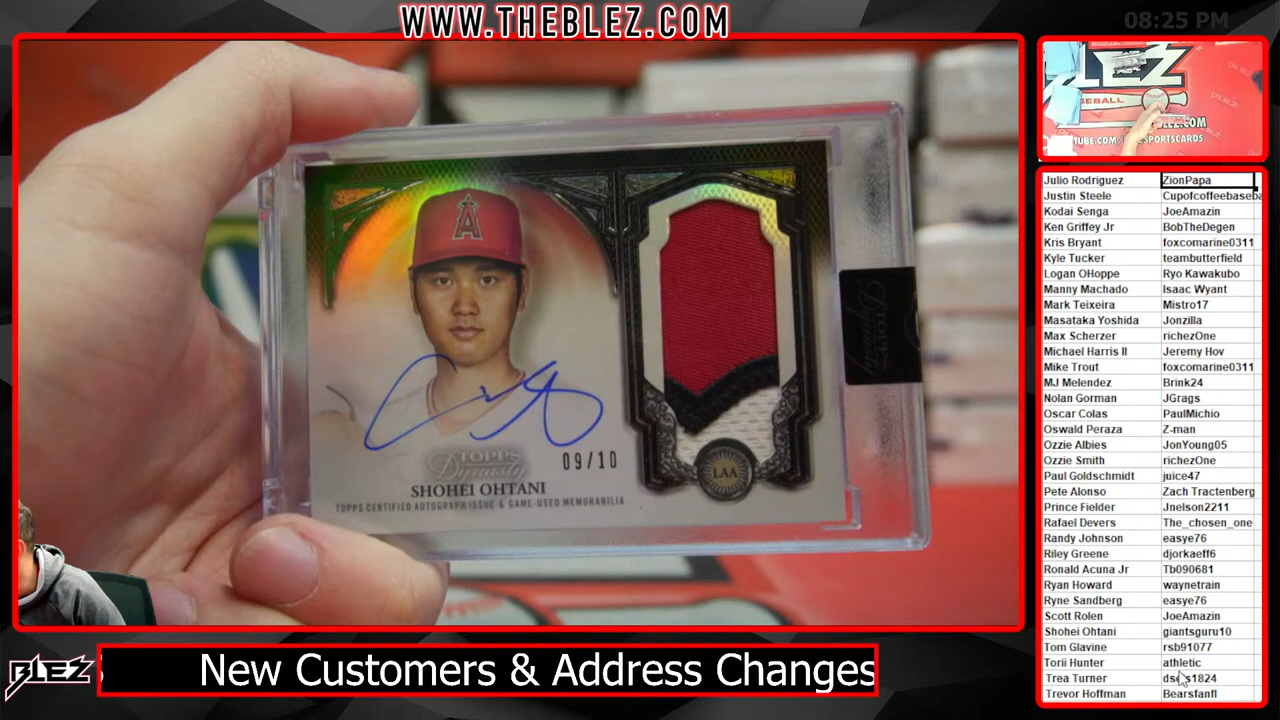 WWW.THEBLEZ.COM
08:25 PM
BLEZ
BASEBALL
BLEZ.COM
SHOHEI OHTANI
TOPPS
Dynasty
09/10
TOPPS CERTIFIED AUTOGRAPH ISSUE & GAME-USED MEMORABILIA
LAA
TOPPS
Dynasty
A
Julio Rodriguez ZionPapa
Justin Steele Cupofcoffeebaseba
Kodai Senga JoeAmazin
Ken Griffey Jr BobTheDegen
Kris Bryant foxcomarine0311
Kyle Tucker teambutterfield
Logan OHoppe Ryo Kawakubo
Manny Machado Isaac Wyant
Mark Teixeira Mistro17
Masataka Yoshida Jonzilla
Max Scherzer richezOne
Michael Harris II Jeremy Hov
Mike Trout foxcomarine0311
MJ Melendez Brink24
Nolan Gorman JGrags
Oscar Colas PaulMichio
Oswald Peraza Z-man
Ozzie Albies JonYoung05
Ozzie Smith richezOne
Paul Goldschmidt juice47
Pete Alonso Zach Tractenberg
Prince Fielder Jnelson2211
Rafael Devers The_chosen_one
Randy Johnson easye76
Riley Greene djorkaeff6
Ronald Acuna Jr Tb090681
Ryan Howard waynetrain
Ryne Sandberg easye76
Scott Rolen JoeAmazin
Shohei Ohtani giantsguru10
Tom Glavine rsb91077
Torii Hunter athletic
Trea Turner
Trevor Hoffman Bearsfanfl
BLEZ
New Customers & Address Changes